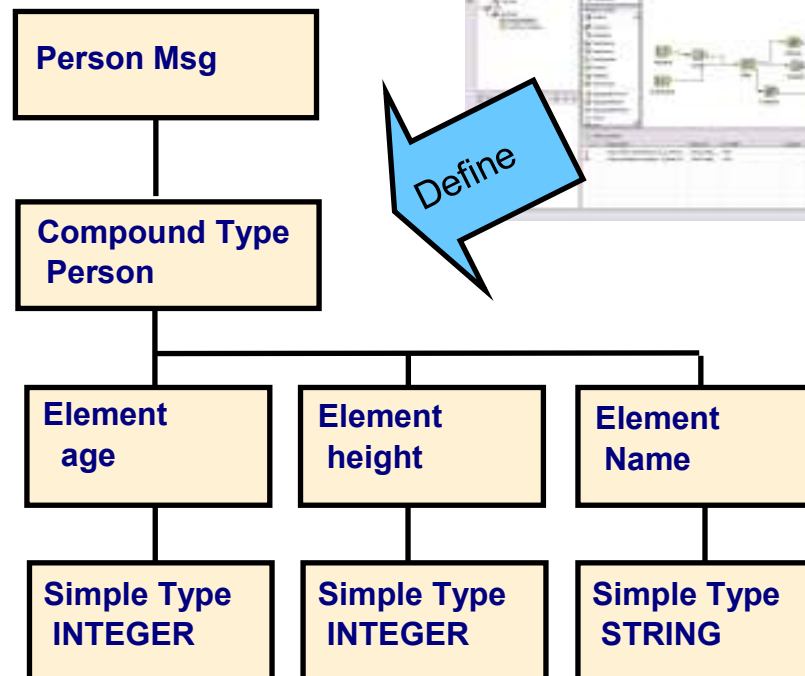 Person Msg
Define
Compound Type
Person
Element
age
Element
height
Element
Name
Simple Type
INTEGER
Simple Type
INTEGER
Simple Type
STRING